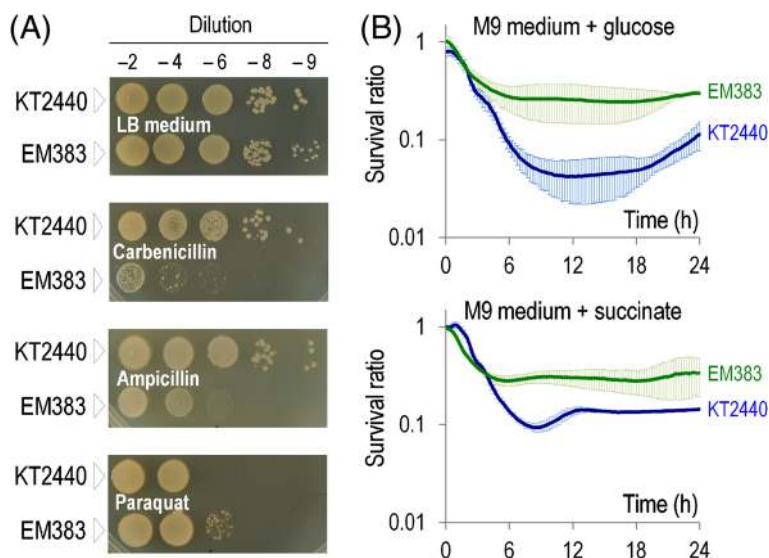 (A)
Dilution
−2 −4 −6 −8 −9
KT2440
LB medium
EM383
KT2440
Carbenicillin
EM383
KT2440
Ampicillin
EM383
KT2440
Paraquat
EM383
(B)
M9 medium + glucose
Survival ratio
1
0.1
0.01
EM383
KT2440
Time (h)
0 6 12 18 24
M9 medium + succinate
Survival ratio
1
0.1
0.01
EM383
KT2440
Time (h)
0 6 12 18 24